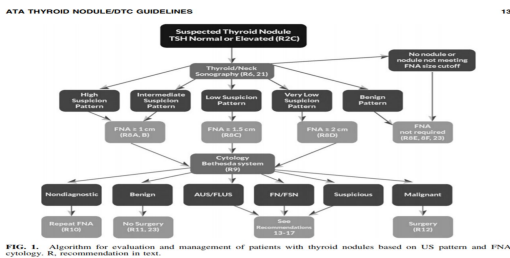 ATA THYROID NODULE/DTC GUIDELINES
13
Suspected Thyroid Nodule
TSH Normal or Elevated (R2C)
No nodule or
nodule not meeting
FNA size cutoff
Thyroid/Neck
Sonography (R6, 21)
High
Suspicion
Pattern
Intermediate
Suspicion
Pattern
Low Suspicion
Pattern
Very Low
Suspicion
Pattern
Benign
Pattern
FNA ≥ 1 cm
(R8A, B)
FNA ≥ 1.5 cm
(R8C)
FNA ≥ 2 cm
(R8D)
FNA
not required
(R8E, 8F, 23)
Cytology
Bethesda system
(R9)
Nondiagnostic
Benign
AUS/FLUS
FN/FSN
Suspicious
Malignant
Repeat FNA
(R10)
No Surgery
(R11, 23)
See
Recommendations
13-17
Surgery
(R12)
FIG. 1. Algorithm for evaluation and management of patients with thyroid nodules based on US pattern and FNA
cytology. R, recommendation in text.